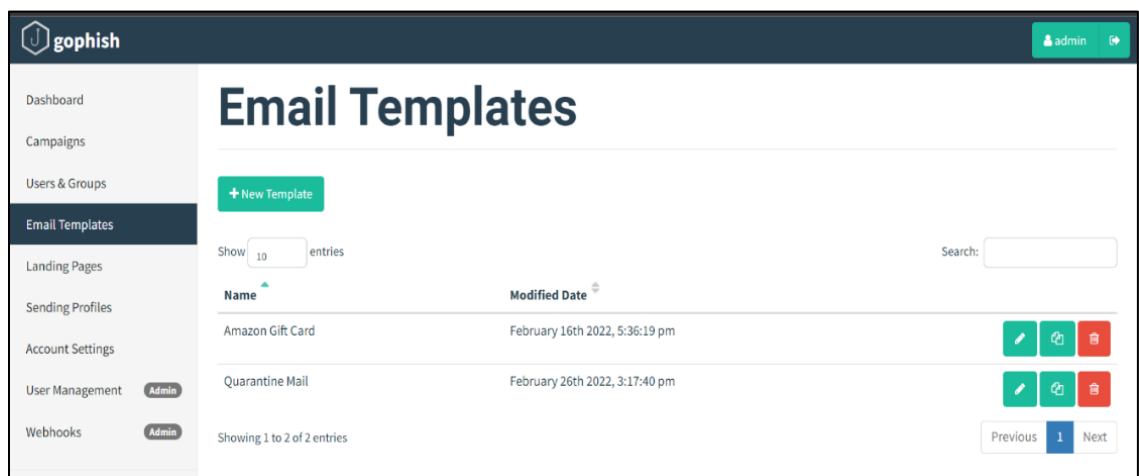 gophish
admin
Dashboard
Campaigns
Users & Groups
Email Templates
Landing Pages
Sending Profiles
Account Settings
User Management Admin
Webhooks Admin
Email Templates
New Template
Show 10 entries
Search:
Name Modified Date
Amazon Gift Card February 16th 2022, 5:36:19 pm
Quarantine Mail February 26th 2022, 3:17:40 pm
Showing 1 to 2 of 2 entries
Previous 1 Next